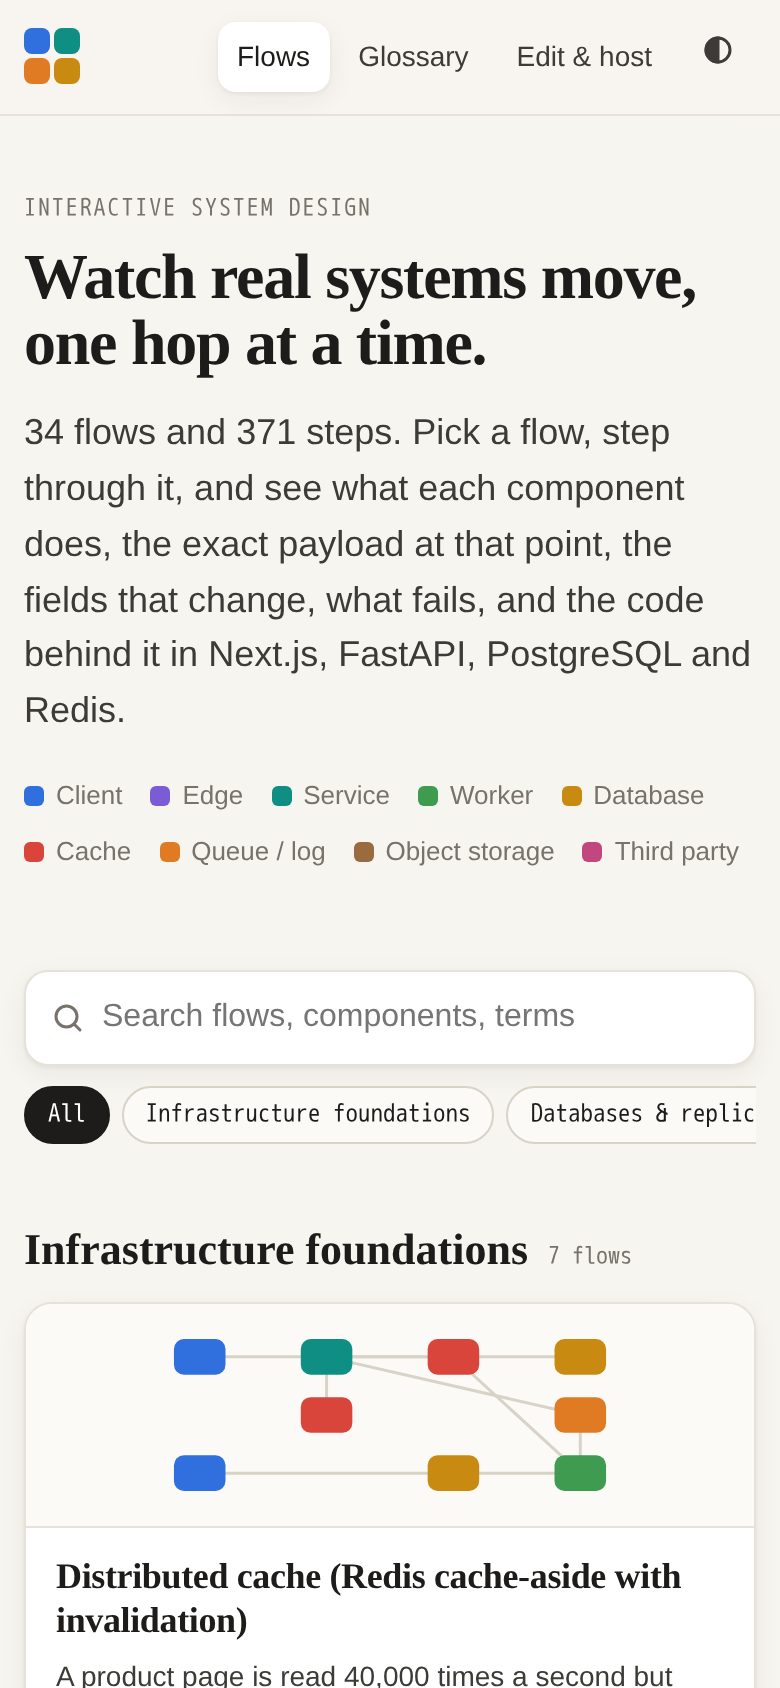 Flows
Glossary
Edit & host
INTERACTIVE SYSTEM DESIGN
Watch real systems move,
one hop at a time.
34 flows and 371 steps. Pick a flow, step
through it, and see what each component
does, the exact payload at that point, the
fields that change, what fails, and the code
behind it in Next.js, FastAPI, PostgreSQL and
Redis.
Client Edge Service Worker Database
Cache Queue / log Object storage Third party
Search flows, components, terms
All Infrastructure foundations Databases & replic
Infrastructure foundations 7 flows
Distributed cache (Redis cache-aside with
invalidation)
A product page is read 40,000 times a second but